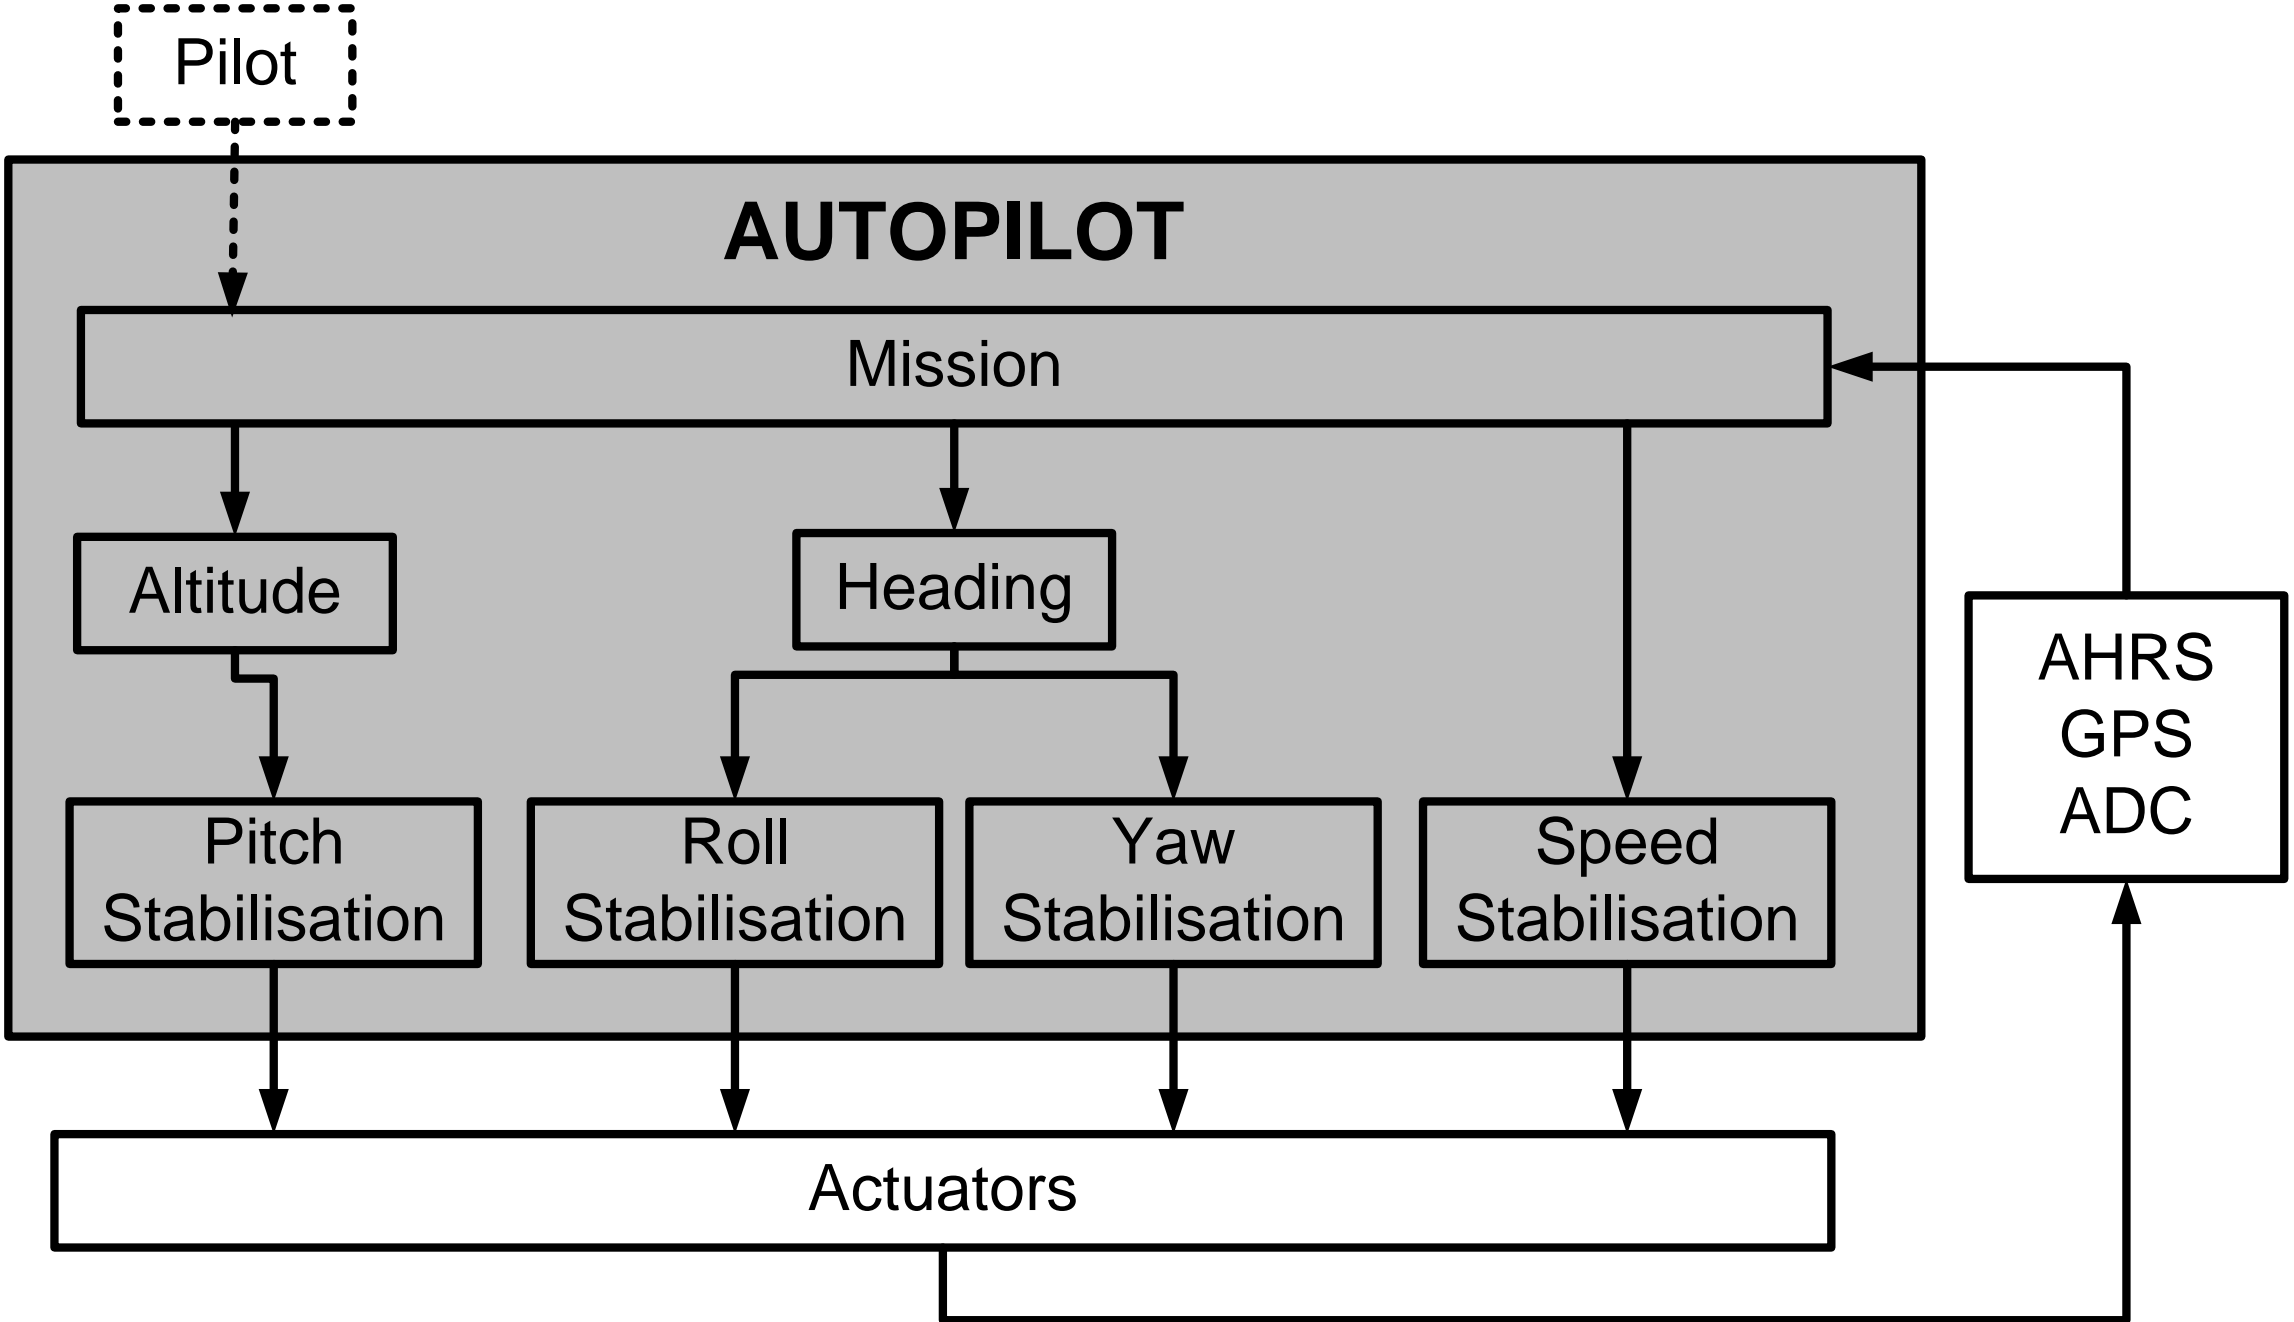 Pilot
AUTOPILOT
Mission
Altitude
Heading
AHRS
GPS
ADC
Pitch
Stabilisation
Roll
Stabilisation
Yaw
Stabilisation
Speed
Stabilisation
Actuators